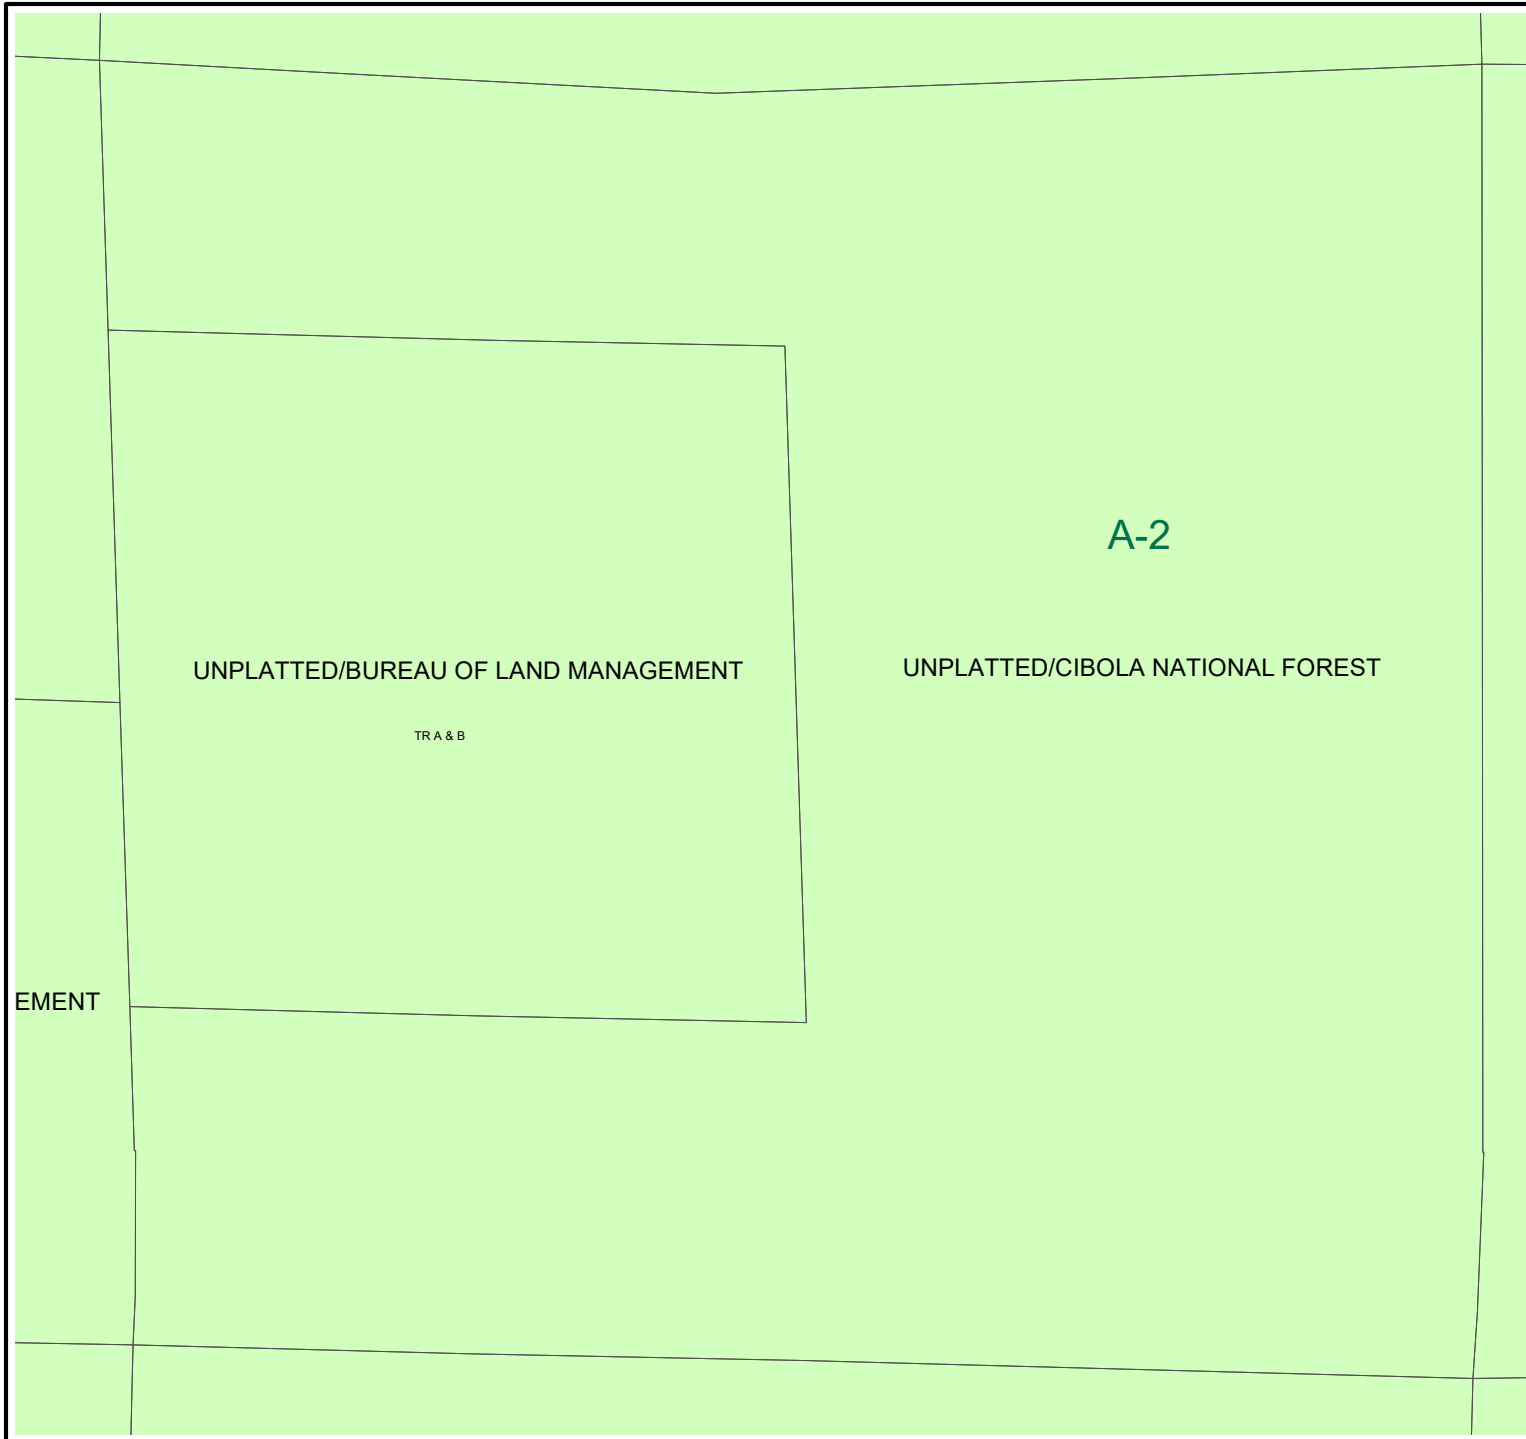 A-2
UNPLATTED/BUREAU OF LAND MANAGEMENT
UNPLATTED/CIBOLA NATIONAL FOREST
TR A & B
EMENT